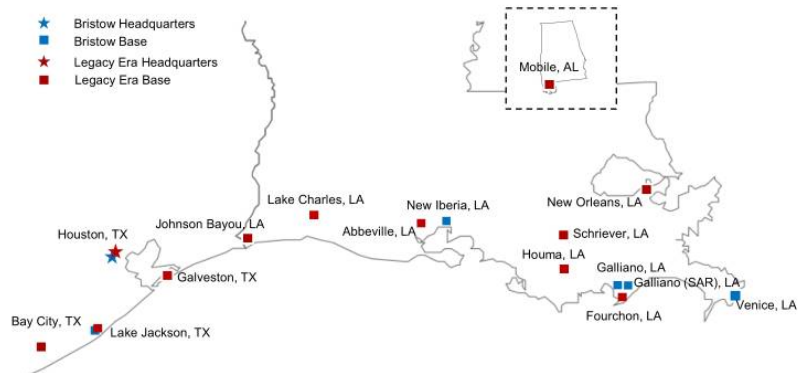 Bristow Headquarters
Bristow Base
Legacy Era Headquarters
Legacy Era Base
Mobile, AL
Lake Charles, LA
New Iberia, LA
New Orleans, LA
Johnson Bayou, LA
Abbeville, LA
Houston, TX
Schriever, LA
Houma, LA
Galliano, LA
Galveston, TX
Galliano (SAR), LA
Venice, LA
Fourchon, LA
Bay City, TX
Lake Jackson, TX